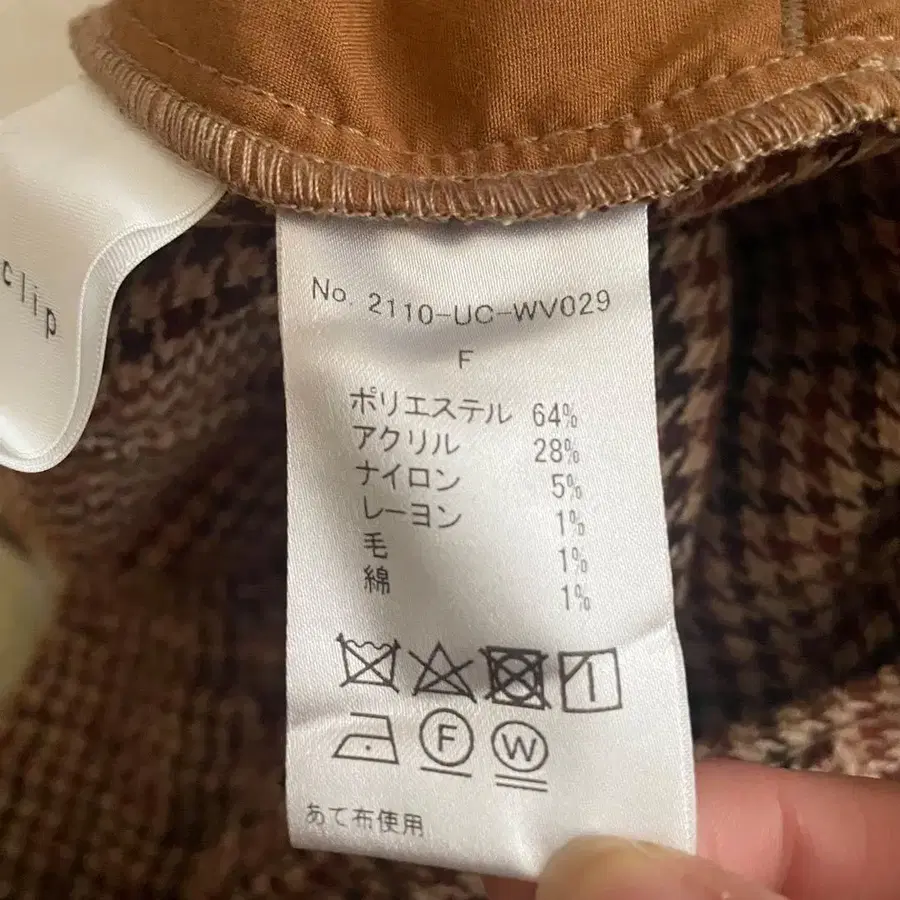 clip
No. 2110-UC-WV029
F
ポリエステル 64%
アクリル 28%
ナイロン 5%
レーヨン 1%
毛 1%
綿 1%
F W
あて布使用